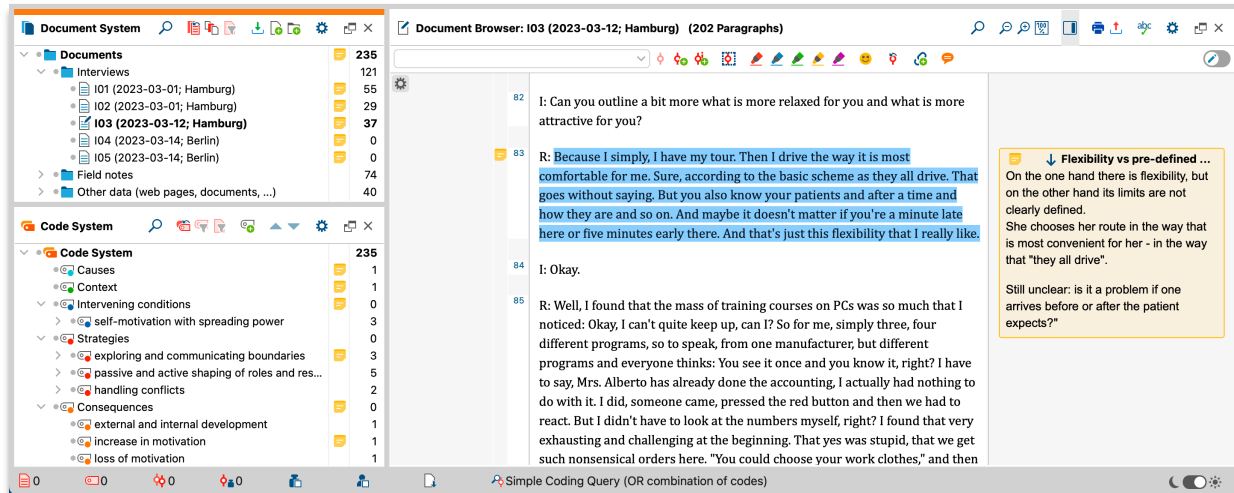 Document System
Documents 235
Interviews 121
I01 (2023-03-01; Hamburg) 55
I02 (2023-03-01; Hamburg) 29
I03 (2023-03-12; Hamburg) 37
I04 (2023-03-14; Berlin) 0
I05 (2023-03-14; Berlin) 0
Field notes 74
Other data (web pages, documents, ...) 40
Code System
Code System 235
Causes 1
Context 1
Intervening conditions 0
self-motivation with spreading power 3
Strategies 0
exploring and communicating boundaries 3
passive and active shaping of roles and res... 5
handling conflicts 2
Consequences 0
external and internal development 1
increase in motivation 1
loss of motivation 1
Document Browser: I03 (2023-03-12; Hamburg) (202 Paragraphs)
100
abc
82
I: Can you outline a bit more what is more relaxed for you and what is more
attractive for you?
83
R: Because I simply, I have my tour. Then I drive the way it is most
comfortable for me. Sure, according to the basic scheme as they all drive. That
goes without saying. But you also know your patients and after a time and
how they are and so on. And maybe it doesn't matter if you're a minute late
here or five minutes early there. And that's just this flexibility that I really like.
84
I: Okay.
85
R: Well, I found that the mass of training courses on PCs was so much that I
noticed: Okay, I can't quite keep up, can I? So for me, simply three, four
different programs, so to speak, from one manufacturer, but different
programs and everyone thinks: You see it once and you know it, right? I have
to say, Mrs. Alberto has already done the accounting, I actually had nothing to
do with it. I did, someone came, pressed the red button and then we had to
react. But I didn't have to look at the numbers myself, right? I found that very
exhausting and challenging at the beginning. That yes was stupid, that we get
such nonsensical orders here. "You could choose your work clothes," and then
Flexibility vs pre-defined ...
On the one hand there is flexibility, but
on the other hand its limits are not
clearly defined.
She chooses her route in the way that
is most convenient for her - in the way
that "they all drive".
Still unclear: is it a problem if one
arrives before or after the patient
expects?"
0
0
0
0
Simple Coding Query (OR combination of codes)